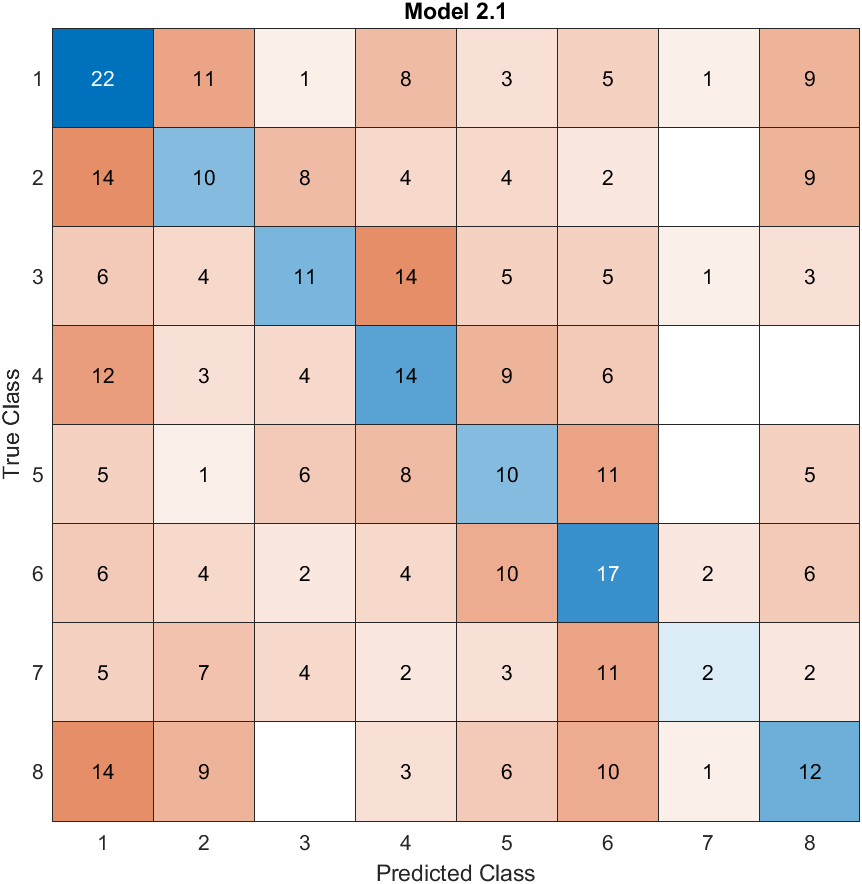 Model 2.1
1 22 11 1 8 3 5 1 9
2 14 10 8 4 4 2 9
3 6 4 11 14 5 5 1 3
4 12 3 4 14 9 6
5 5 1 6 8 10 11 5
6 6 4 2 4 10 17 2 6
7 5 7 4 2 3 11 2 2
8 14 9 3 6 10 1 12
1 2 3 4 5 6 7 8
True Class
Predicted Class